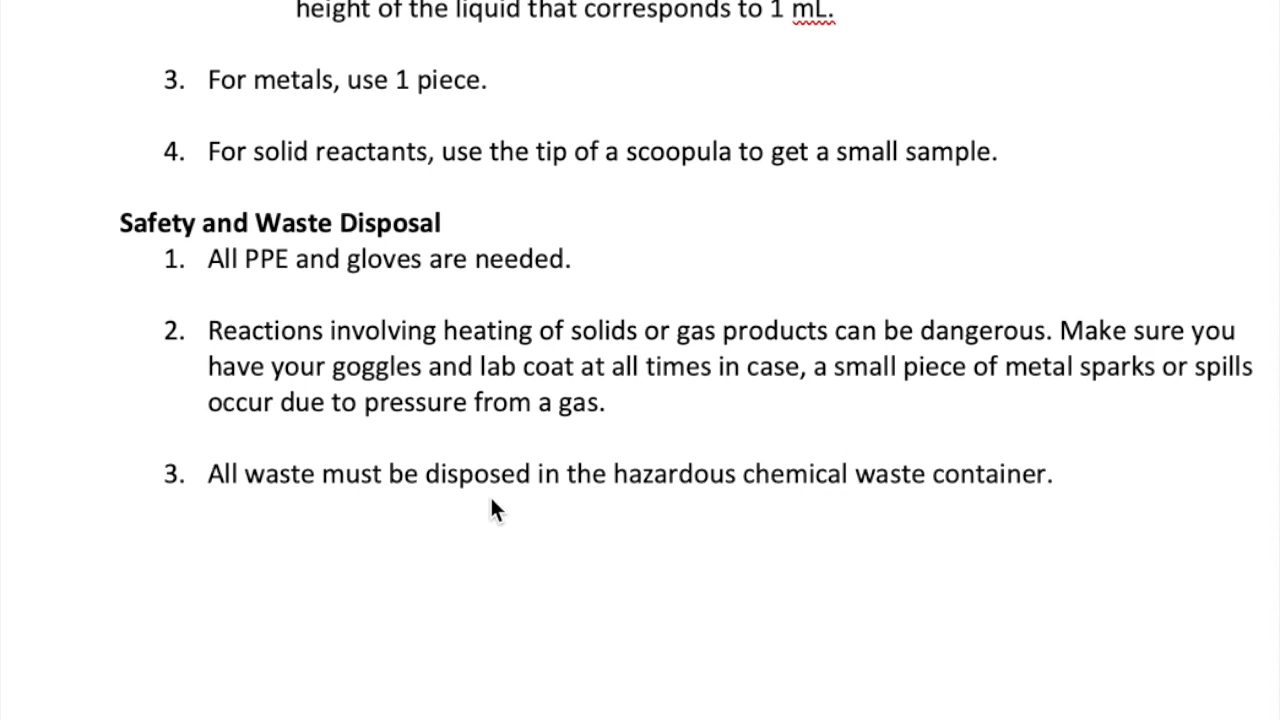 height of the liquid that corresponds to 1 mL.
3. For metals, use 1 piece.
4. For solid reactants, use the tip of a scoopula to get a small sample.
Safety and Waste Disposal
1. All PPE and gloves are needed.
2. Reactions involving heating of solids or gas products can be dangerous. Make sure you
have your goggles and lab coat at all times in case, a small piece of metal sparks or spills
occur due to pressure from a gas.
3. All waste must be disposed in the hazardous chemical waste container.